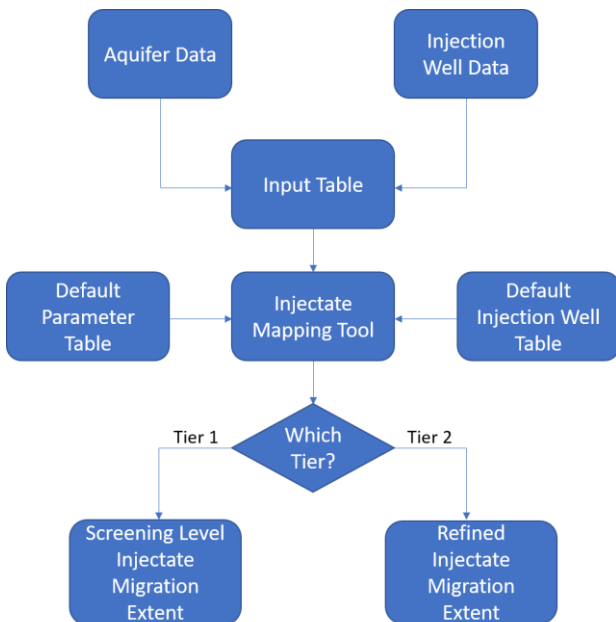 Aquifer Data
Injection
Well Data
Input Table
Default
Parameter
Table
Injectate
Mapping Tool
Default
Injection Well
Table
Tier 1
Which
Tier?
Tier 2
Screening Level
Injectate
Migration
Extent
Refined
Injectate
Migration
Extent